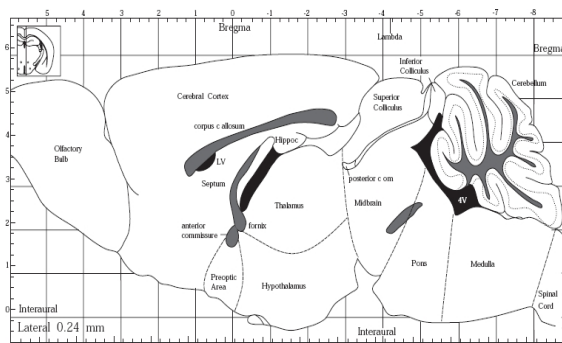 5 4 3 2 1 0 -1 -2 -3 -4 -5 -6 -7 -8
Bregma
Lambda
Bregma
6
5
4
3
2
1
0
Inferior
Colliculus
Cerebellum
Superior
Colliculus
Cerebral Cortex
corpus c allosum
Hippoc
Olfactory
Bulb
LV
Septum
posterior c om
Thalamus
Midbrain
4V
anterior
commissure
fornix
Preoptic
Area
Hypothalamus
Pons
Medulla
Spinal
Cord
Interaural
Lateral 0.24 mm
Interaural